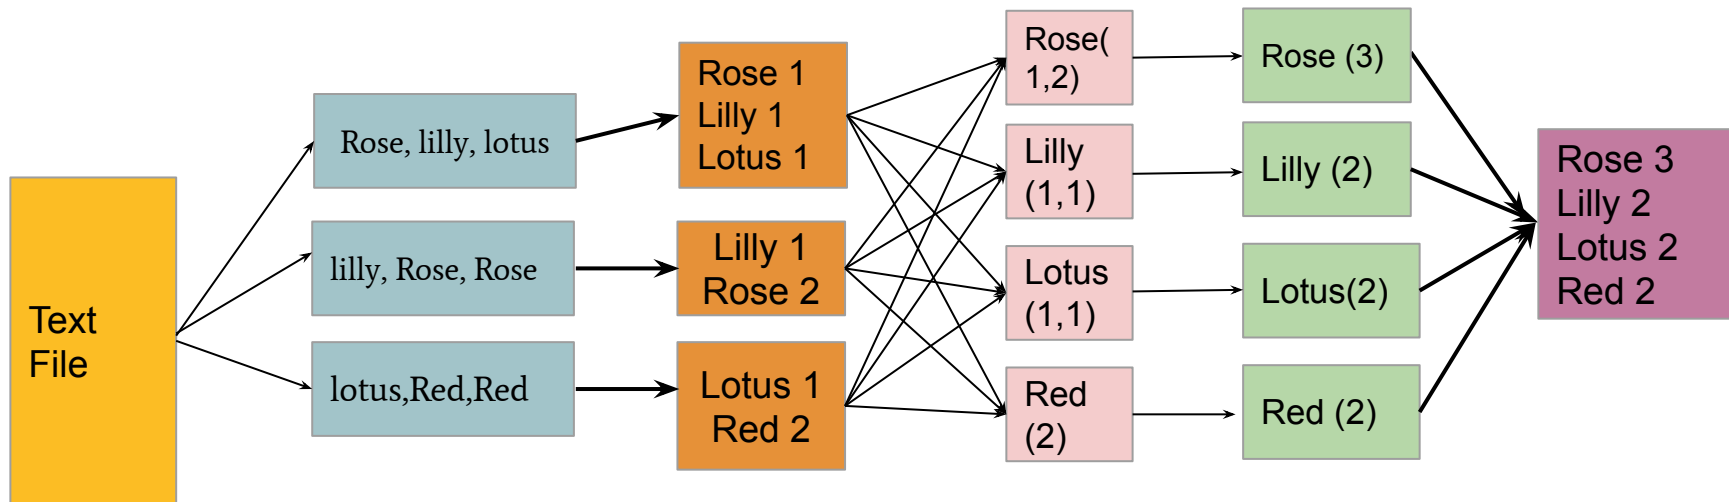 Text
File
Rose, lilly, lotus
lilly, Rose, Rose
lotus,Red,Red
Rose 1
Lilly 1
Lotus 1
Lilly 1
Rose 2
Lotus 1
Red 2
Rose(
1,2)
Lilly
(1,1)
Lotus
(1,1)
Red
(2)
Rose (3)
Lilly (2)
Lotus(2)
Red (2)
Rose 3
Lilly 2
Lotus 2
Red 2